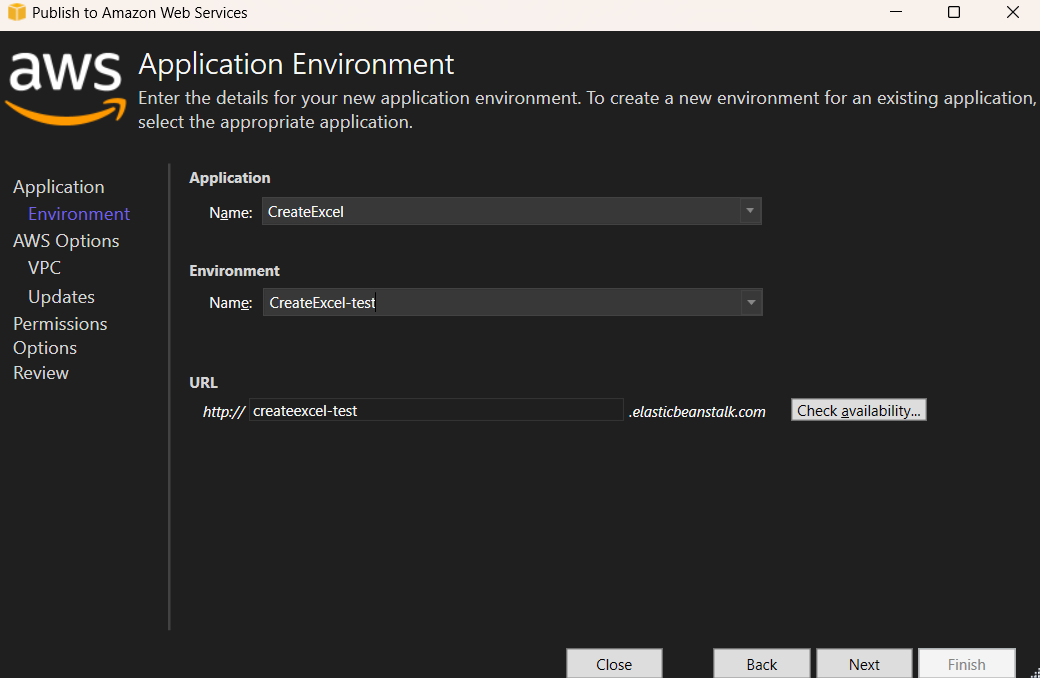 Publish to Amazon Web Services
aws
Application Environment
Enter the details for your new application environment. To create a new environment for an existing application,
select the appropriate application.
Application
Environment
AWS Options
VPC
Updates
Permissions
Options
Review
Application
Name: CreateExcel
Environment
Name: CreateExcel-test
URL
http:// createexcel-test .elasticbeanstalk.com Check availability...
Close Back Next Finish